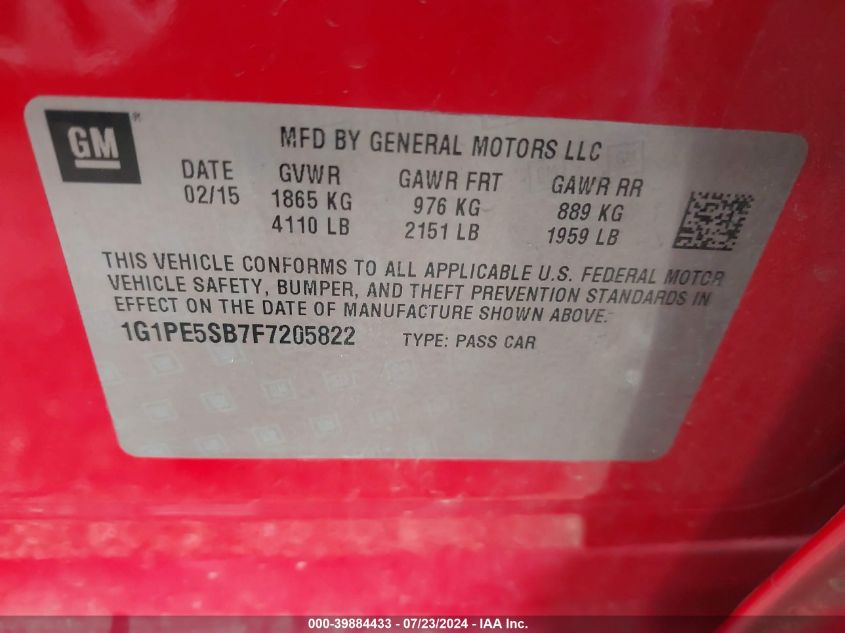 GM ®
MFD BY GENERAL MOTORS LLC
DATE GVWR GAWR FRT GAWR RR
02/15 1865 KG 976 KG 889 KG
4110 LB 2151 LB 1959 LB
THIS VEHICLE CONFORMS TO ALL APPLICABLE U.S. FEDERAL MOTOR
VEHICLE SAFETY, BUMPER, AND THEFT PREVENTION STANDARDS IN
EFFECT ON THE DATE OF MANUFACTURE SHOWN ABOVE.
1G1PE5SB7F7205822 TYPE: PASS CAR
000-39884433 - 07/23/2024 - IAA Inc.